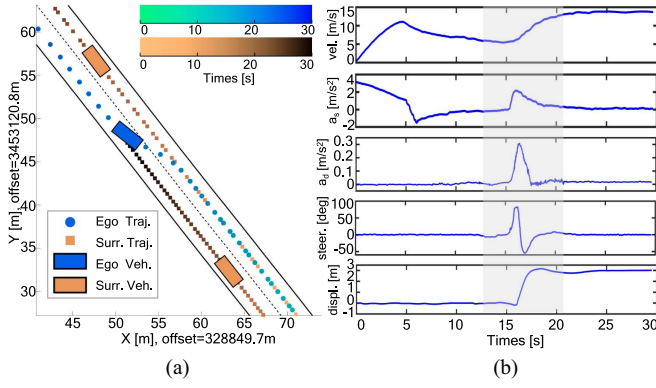 60
55
50
45
40
35
30
Y [m], offset=3453120.8m
0 10 20 30
0 10 20 30
Times [s]
Ego Traj.
Surr. Traj.
Ego Veh.
Surr. Veh.
45 50 55 60 65 70
X [m], offset=328849.7m
(a)
15
10
5
0
vel. [m/s]
4
2
0
-2
a_s [m/s²]
0.3
0.2
0.1
0
a_d [m/s²]
100
50
0
-50
steer. [deg]
3
2
1
0
-1
displ. [m]
0 5 10 15 20 25 30
Times [s]
(b)